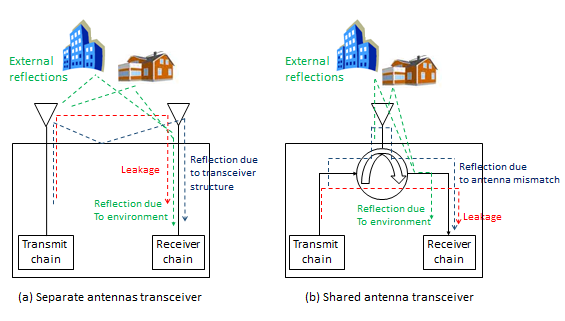 External
reflections
Leakage
Reflection due
to transceiver
structure
Reflection due
To environment
Transmit
chain
Receiver
chain
(a) Separate antennas transceiver
External
reflections
Reflection due
to antenna mismatch
Reflection due
To environment
Leakage
Transmit
chain
Receiver
chain
(b) Shared antenna transceiver